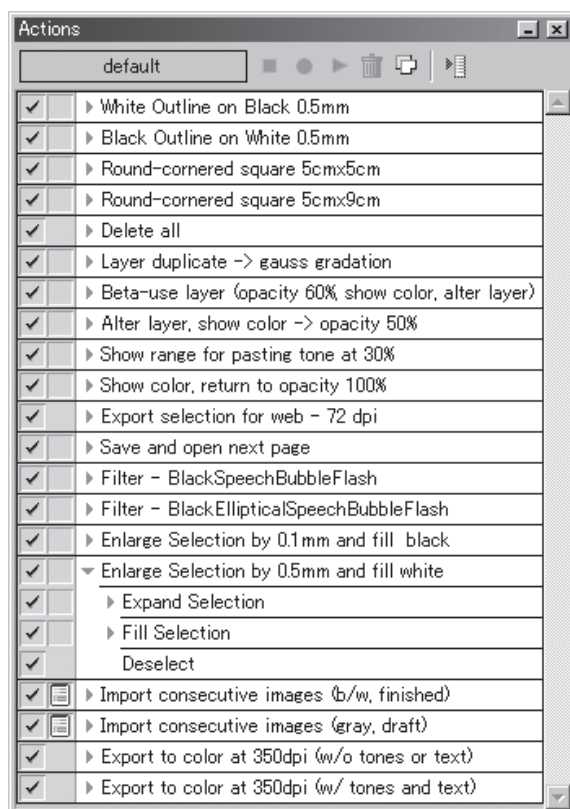 Actions
default
White Outline on Black 0.5mm
Black Outline on White 0.5mm
Round-cornered square 5cmx5cm
Round-cornered square 5cmx9cm
Delete all
Layer duplicate -> gauss gradation
Beta-use layer (opacity 60%, show color, alter layer)
Alter layer, show color -> opacity 50%
Show range for pasting tone at 30%
Show color, return to opacity 100%
Export selection for web - 72 dpi
Save and open next page
Filter - BlackSpeechBubbleFlash
Filter - BlackEllipticalSpeechBubbleFlash
Enlarge Selection by 0.1mm and fill black
Enlarge Selection by 0.5mm and fill white
Expand Selection
Fill Selection
Deselect
Import consecutive images (b/w, finished)
Import consecutive images (gray, draft)
Export to color at 350dpi (w/o tones or text)
Export to color at 350dpi (w/ tones and text)